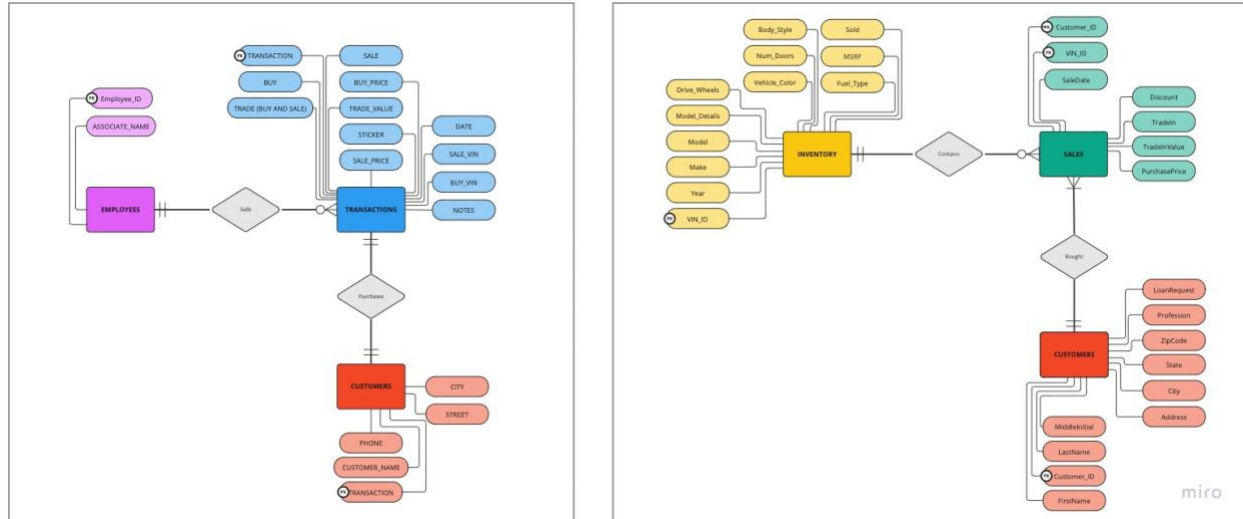 PK TRANSACTION
SALE
BUY
BUY_PRICE
TRADE (BUY AND SALE)
TRADE_VALUE
STICKER
SALE_PRICE
PK Employee_ID
ASSOCIATE_NAME
DATE
SALE_VIN
BUY_VIN
NOTES
EMPLOYEES
Sells
TRANSACTIONS
Purchases
CUSTOMERS
CITY
STREET
PHONE
CUSTOMER_NAME
PK TRANSACTION
Body_Style
Sold
Num_Doors
MSRP
Vehicle_Color
Fuel_Type
Drive_Wheels
Model_Details
Model
Make
Year
PK VIN_ID
INVENTORY
Contains
PK Customer_ID
PK VIN_ID
SaleDate
Discount
TradeIn
TradeInValue
PurchasePrice
SALES
Bought
CUSTOMERS
LoanRequest
Profession
ZipCode
State
City
Address
MiddleInitial
LastName
PK Customer_ID
FirstName
miro